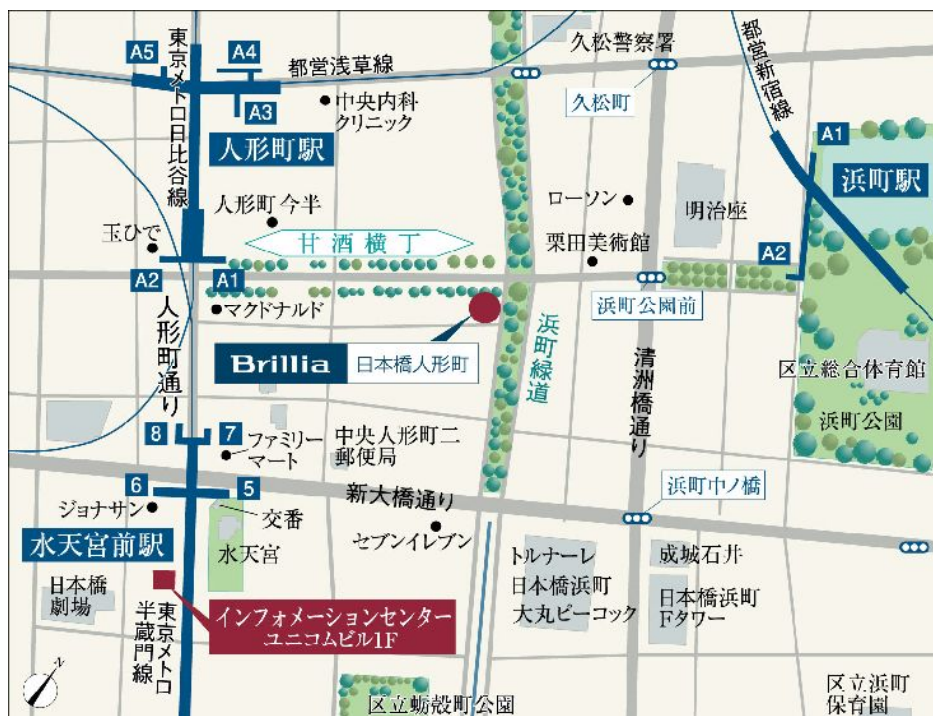 A5
東京メトロ日比谷線
A4
都営浅草線
A3
中央内科
クリニック
人形町駅
久松警察署
久松町
都営新宿線
A1
浜町駅
玉ひで
人形町今半
甘酒横丁
ローソン
明治座
栗田美術館
A2
A2
A1
マクドナルド
浜町公園前
人形町通り
Brillia
日本橋人形町
浜町緑道
清洲橋通り
区立総合体育館
浜町公園
8
7
ファミリー
マート
中央人形町二
郵便局
6
5
新大橋通り
浜町中ノ橋
ジョナサン
交番
水天宮
セブンイレブン
水天宮前駅
トルナーレ
日本橋浜町
大丸ピーコック
成城石井
日本橋浜町
Fタワー
日本橋
劇場
東京メトロ
半蔵門線
インフォメーションセンター
ユニコムビル1F
N
区立蛎殻町公園
区立浜町
保育園